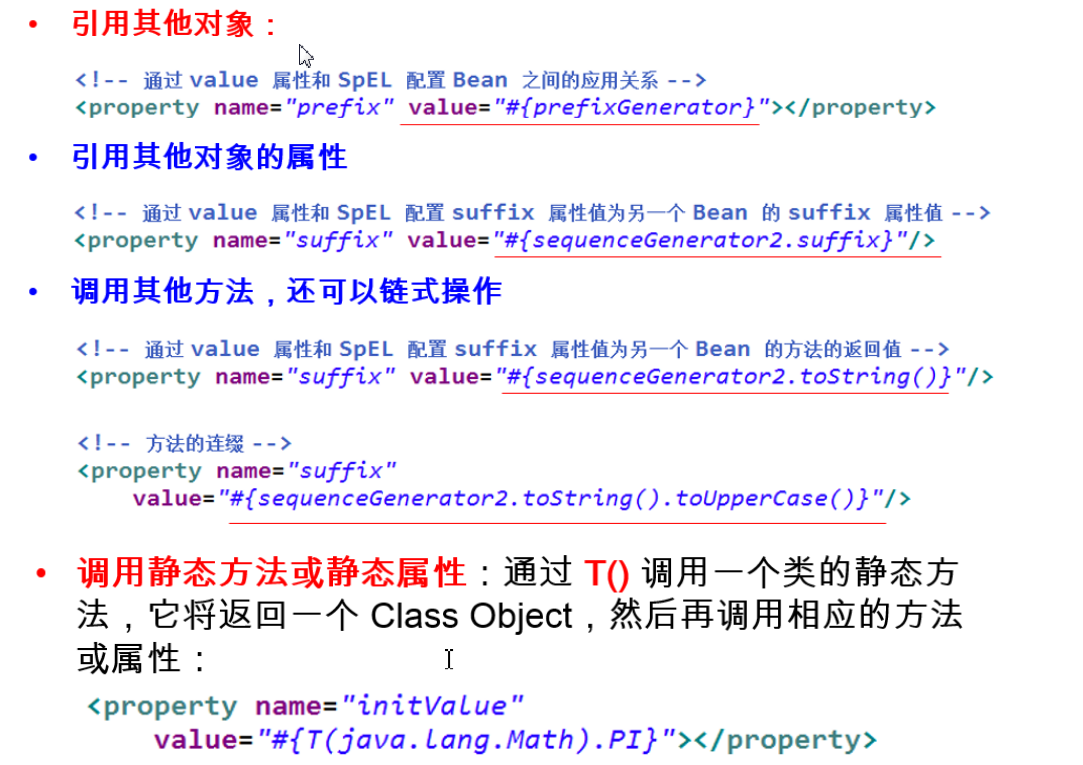 • 引用其他对象：
<!-- 通过 value 属性和 SpEL 配置 Bean 之间的应用关系 -->
<property name="prefix" value="#{prefixGenerator}"></property>
• 引用其他对象的属性
<!-- 通过 value 属性和 SpEL 配置 suffix 属性值为另一个 Bean 的 suffix 属性值 -->
<property name="suffix" value="#{sequenceGenerator2.suffix}"/>
• 调用其他方法，还可以链式操作
<!-- 通过 value 属性和 SpEL 配置 suffix 属性值为另一个 Bean 的方法的返回值 -->
<property name="suffix" value="#{sequenceGenerator2.toString()}"/>
<!-- 方法的连缀 -->
<property name="suffix"
value="#{sequenceGenerator2.toString().toUpperCase()}"/>
• 调用静态方法或静态属性：通过 T() 调用一个类的静态方
法，它将返回一个 Class Object，然后再调用相应的方法
或属性：
<property name="initValue"
value="#{T(java.lang.Math).PI}"></property>